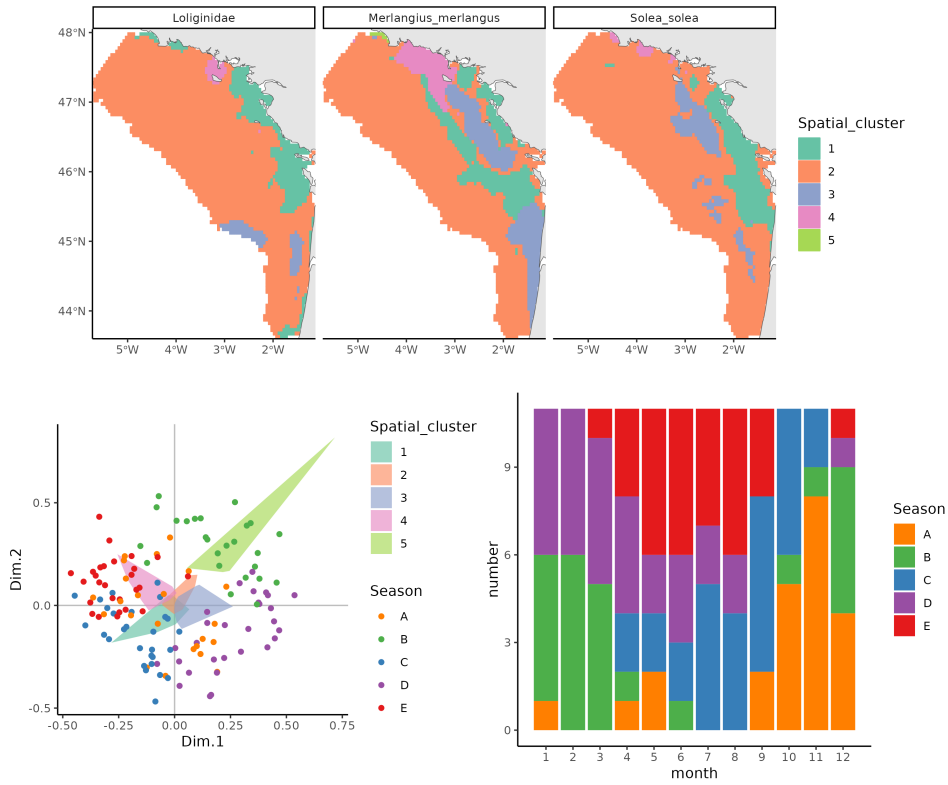 Loliginidae Merlangius_merlangus Solea_solea
48°N
47°N
46°N
45°N
44°N
5°W 4°W 3°W 2°W 5°W 4°W 3°W 2°W 5°W 4°W 3°W 2°W
Spatial_cluster
1
2
3
4
5
Dim.2
0.5
0.0
-0.5
-0.50 -0.25 0.00 0.25 0.50 0.75
Dim.1
Spatial_cluster
1
2
3
4
5
Season
A
B
C
D
E
number
9
6
3
0
1 2 3 4 5 6 7 8 9 10 11 12
month
Season
A
B
C
D
E